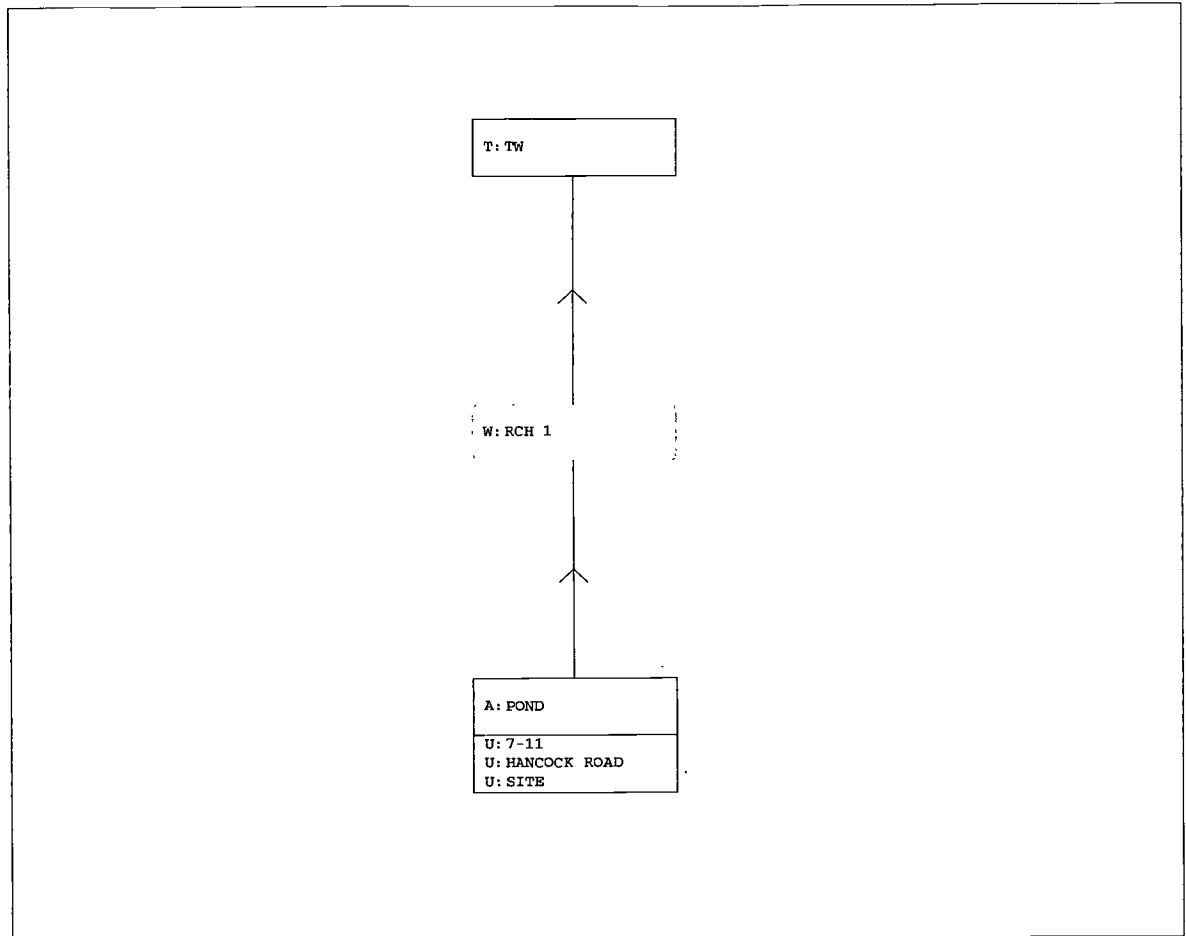 T: TW
W: RCH 1
A: POND
U: 7-11
U: HANCOCK ROAD
U: SITE